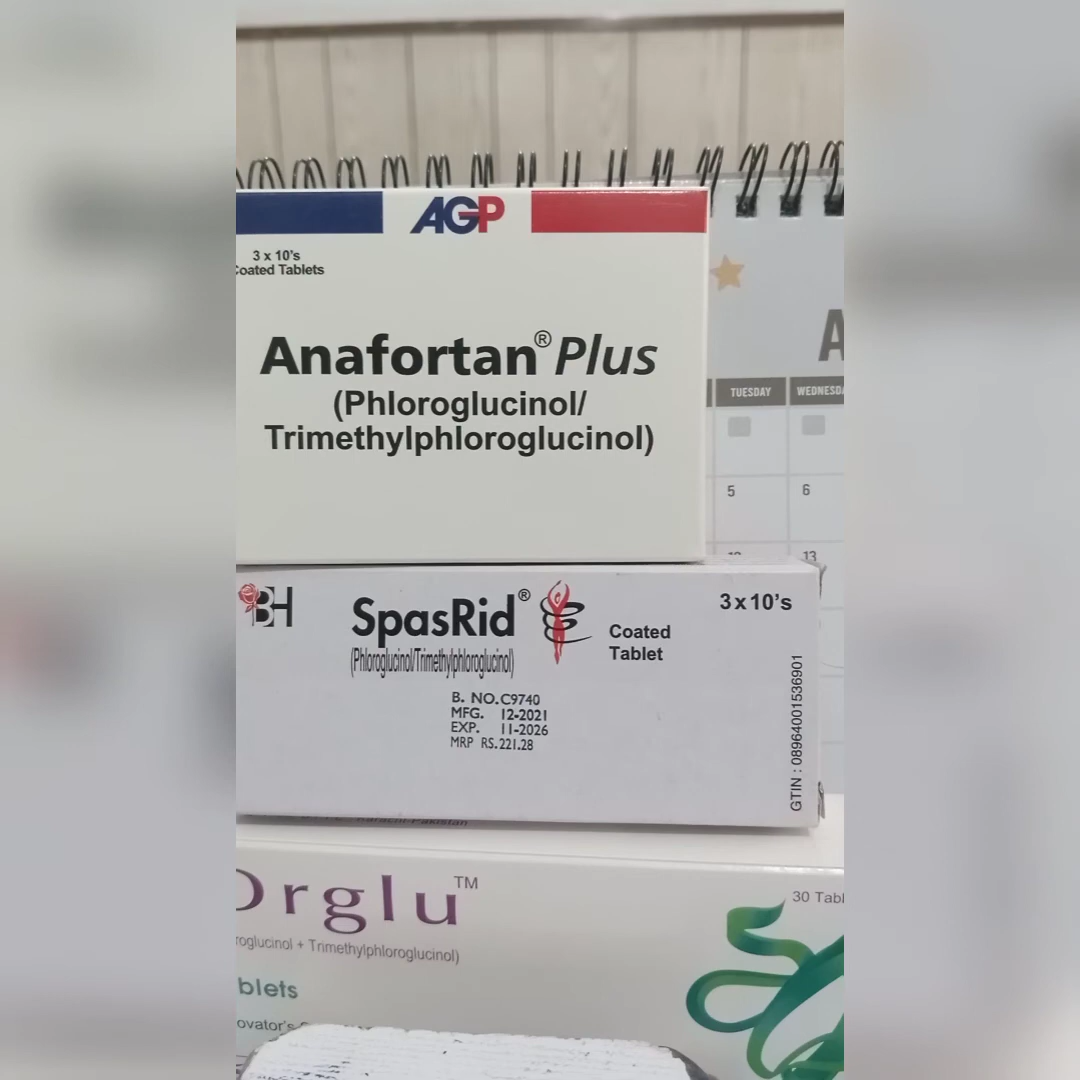 AGP
3 x 10's
Coated Tablets
Anafortan® Plus
(Phloroglucinol/
Trimethylphloroglucinol)
A
TUESDAY WEDNESDA
5 6
13
BH
SpasRid®
(Phloroglucinol/Trimethylphloroglucinol)
Coated
Tablet
3 x 10's
B. NO. C9740
MFG. 12-2021
EXP. 11-2026
MRP RS. 221.28
GTIN : 08964001536901
Karachi-Pakistan
Orglu™
roglucinol + Trimethylphloroglucinol)
blets
ovator's
30 Tabl